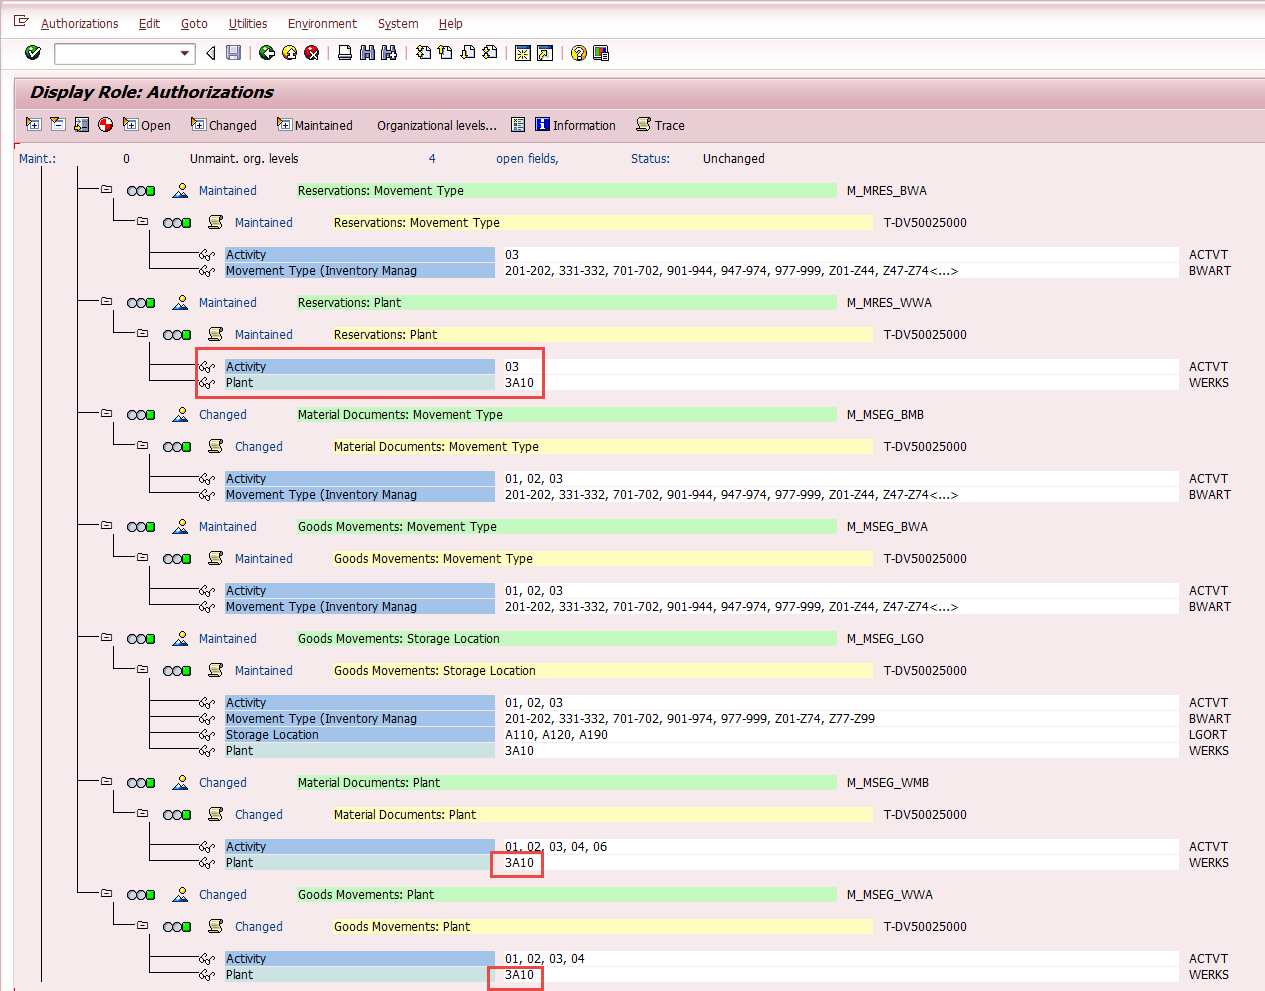 Authorizations Edit Goto Utilities Environment System Help
Display Role: Authorizations
Open Changed Maintained Organizational levels... Information Trace
Maint.: 0 Unmaint. org. levels 4 open fields, Status: Unchanged
Maintained Reservations: Movement Type M_MRES_BWA
Maintained Reservations: Movement Type T-DV50025000
Activity 03 ACTVT
Movement Type (Inventory Manag 201-202, 331-332, 701-702, 901-944, 947-974, 977-999, Z01-Z44, Z47-Z74<...> BWART
Maintained Reservations: Plant M_MRES_WWA
Maintained Reservations: Plant T-DV50025000
Activity 03 ACTVT
Plant 3A10 WERKS
Changed Material Documents: Movement Type M_MSEG_BMB
Changed Material Documents: Movement Type T-DV50025000
Activity 01, 02, 03 ACTVT
Movement Type (Inventory Manag 201-202, 331-332, 701-702, 901-944, 947-974, 977-999, Z01-Z44, Z47-Z74<...> BWART
Maintained Goods Movements: Movement Type M_MSEG_BWA
Maintained Goods Movements: Movement Type T-DV50025000
Activity 01, 02, 03 ACTVT
Movement Type (Inventory Manag 201-202, 331-332, 701-702, 901-944, 947-974, 977-999, Z01-Z44, Z47-Z74<...> BWART
Maintained Goods Movements: Storage Location M_MSEG_LGO
Maintained Goods Movements: Storage Location T-DV50025000
Activity 01, 02, 03 ACTVT
Movement Type (Inventory Manag 201-202, 331-332, 701-702, 901-974, 977-999, Z01-Z74, Z77-Z99 BWART
Storage Location A110, A120, A190 LGORT
Plant 3A10 WERKS
Changed Material Documents: Plant M_MSEG_WMB
Changed Material Documents: Plant T-DV50025000
Activity 01, 02, 03, 04, 06 ACTVT
Plant 3A10 WERKS
Changed Goods Movements: Plant M_MSEG_WWA
Changed Goods Movements: Plant T-DV50025000
Activity 01, 02, 03, 04 ACTVT
Plant 3A10 WERKS